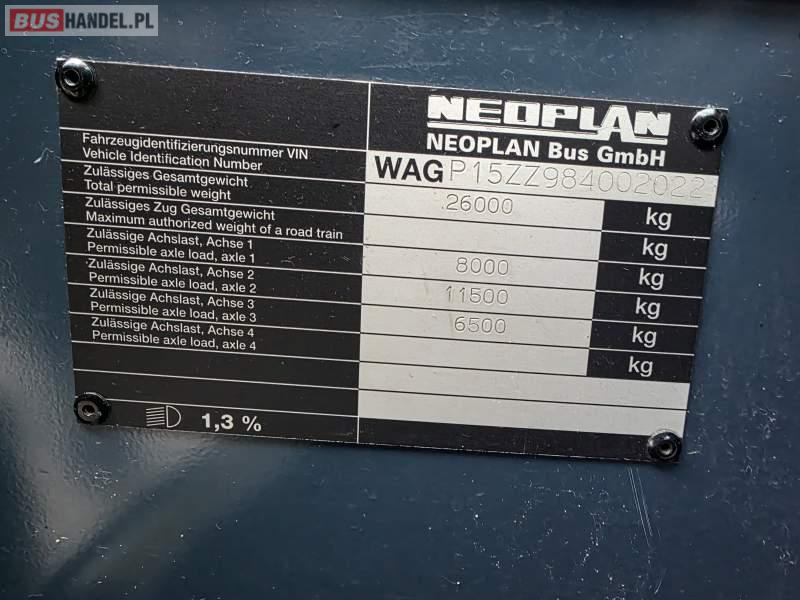 BUSHANDEL.PL
NEOPLAN
NEOPLAN Bus GmbH
Fahrzeugidentifizierungsnummer VIN
Vehicle Identification Number
WAG P15ZZ984002022
Zulässiges Gesamtgewicht
Total permissible weight
26000 kg
Zulässiges Zug Gesamtgewicht
Maximum authorized weight of a road train
kg
Zulässige Achslast, Achse 1
Permissible axle load, axle 1
8000 kg
Zulässige Achslast, Achse 2
Permissible axle load, axle 2
11500 kg
Zulässige Achslast, Achse 3
Permissible axle load, axle 3
6500 kg
Zulässige Achslast, Achse 4
Permissible axle load, axle 4
kg
1,3 %